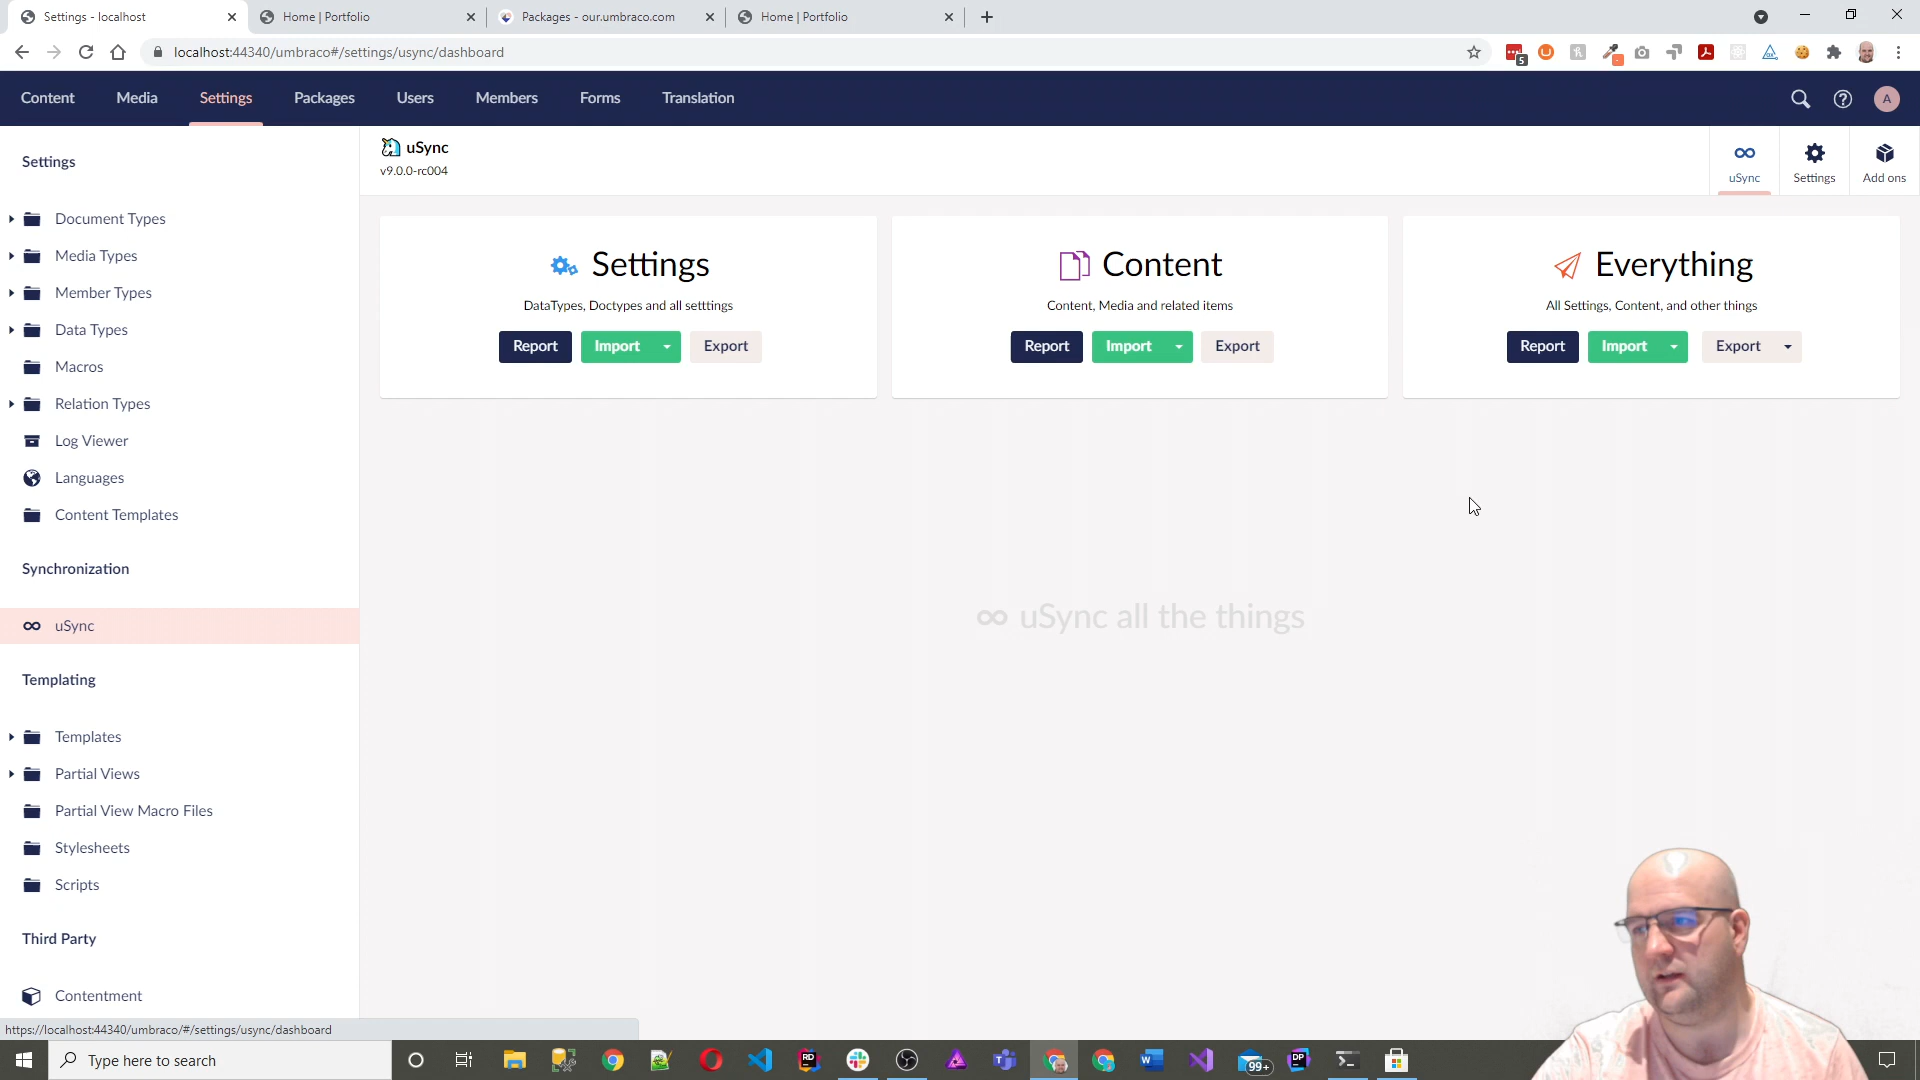 Settings - localhost
Home | Portfolio
Packages - our.umbraco.com
Home | Portfolio
localhost:44340/umbraco#/settings/usync/dashboard
5
Content
Media
Settings
Packages
Users
Members
Forms
Translation
A
Settings
Document Types
Media Types
Member Types
Data Types
Macros
Relation Types
Log Viewer
Languages
Content Templates
Synchronization
uSync
Templating
Templates
Partial Views
Partial View Macro Files
Stylesheets
Scripts
Third Party
Contentment
uSync
v9.0.0-rc004
uSync
Settings
Add ons
Settings
DataTypes, Doctypes and all setttings
Report
Import
Export
Content
Content, Media and related items
Report
Import
Export
Everything
All Settings, Content, and other things
Report
Import
Export
uSync all the things
https://localhost:44340/umbraco/#/settings/usync/dashboard
Type here to search
RD
99+
DP